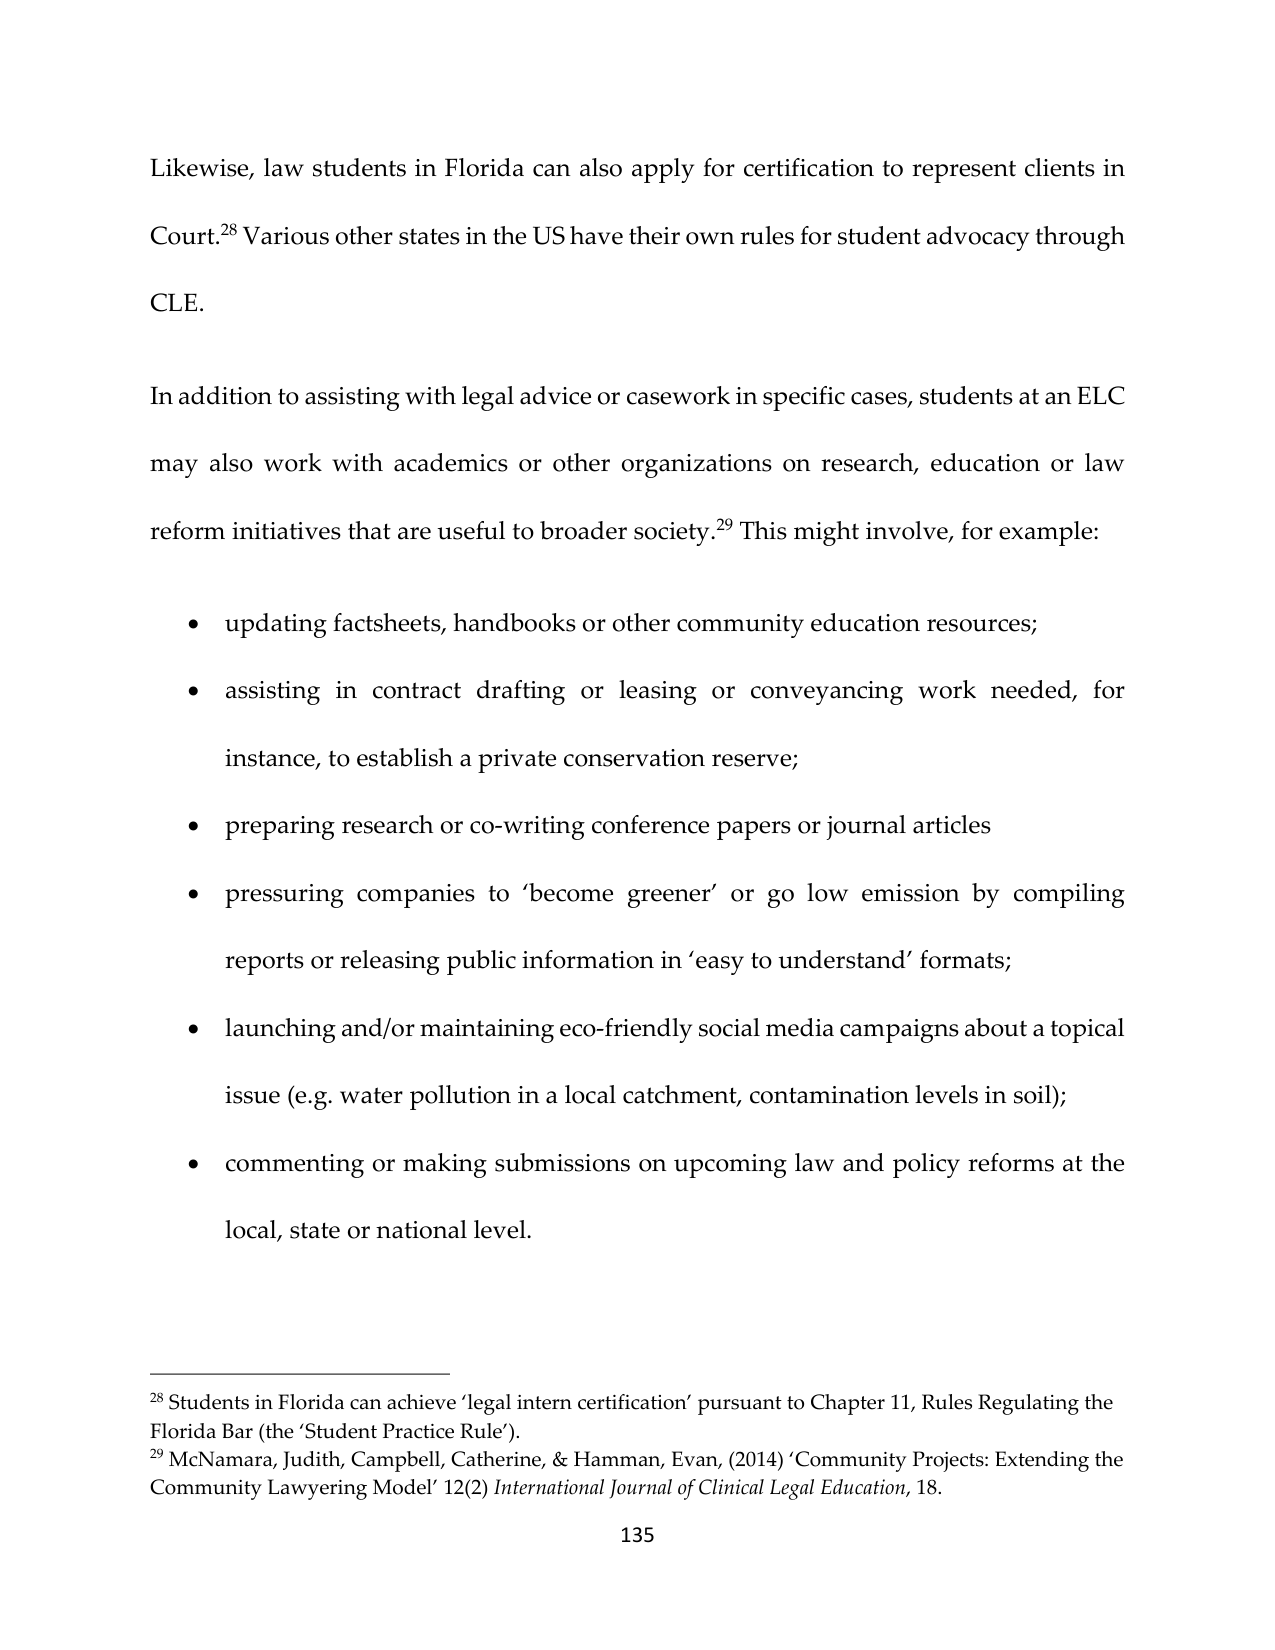 Likewise, law students in Florida can also apply for certification to represent clients in
Court.28 Various other states in the US have their own rules for student advocacy through
CLE.
In addition to assisting with legal advice or casework in specific cases, students at an ELC
may also work with academics or other organizations on research, education or law
reform initiatives that are useful to broader society.29 This might involve, for example:
• updating factsheets, handbooks or other community education resources;
• assisting in contract drafting or leasing or conveyancing work needed, for
instance, to establish a private conservation reserve;
• preparing research or co-writing conference papers or journal articles
• pressuring companies to ‘become greener’ or go low emission by compiling
reports or releasing public information in ‘easy to understand’ formats;
• launching and/or maintaining eco-friendly social media campaigns about a topical
issue (e.g. water pollution in a local catchment, contamination levels in soil);
• commenting or making submissions on upcoming law and policy reforms at the
local, state or national level.
28 Students in Florida can achieve ‘legal intern certification’ pursuant to Chapter 11, Rules Regulating the
Florida Bar (the ‘Student Practice Rule’).
29 McNamara, Judith, Campbell, Catherine, & Hamman, Evan, (2014) ‘Community Projects: Extending the
Community Lawyering Model’ 12(2) International Journal of Clinical Legal Education, 18.
135